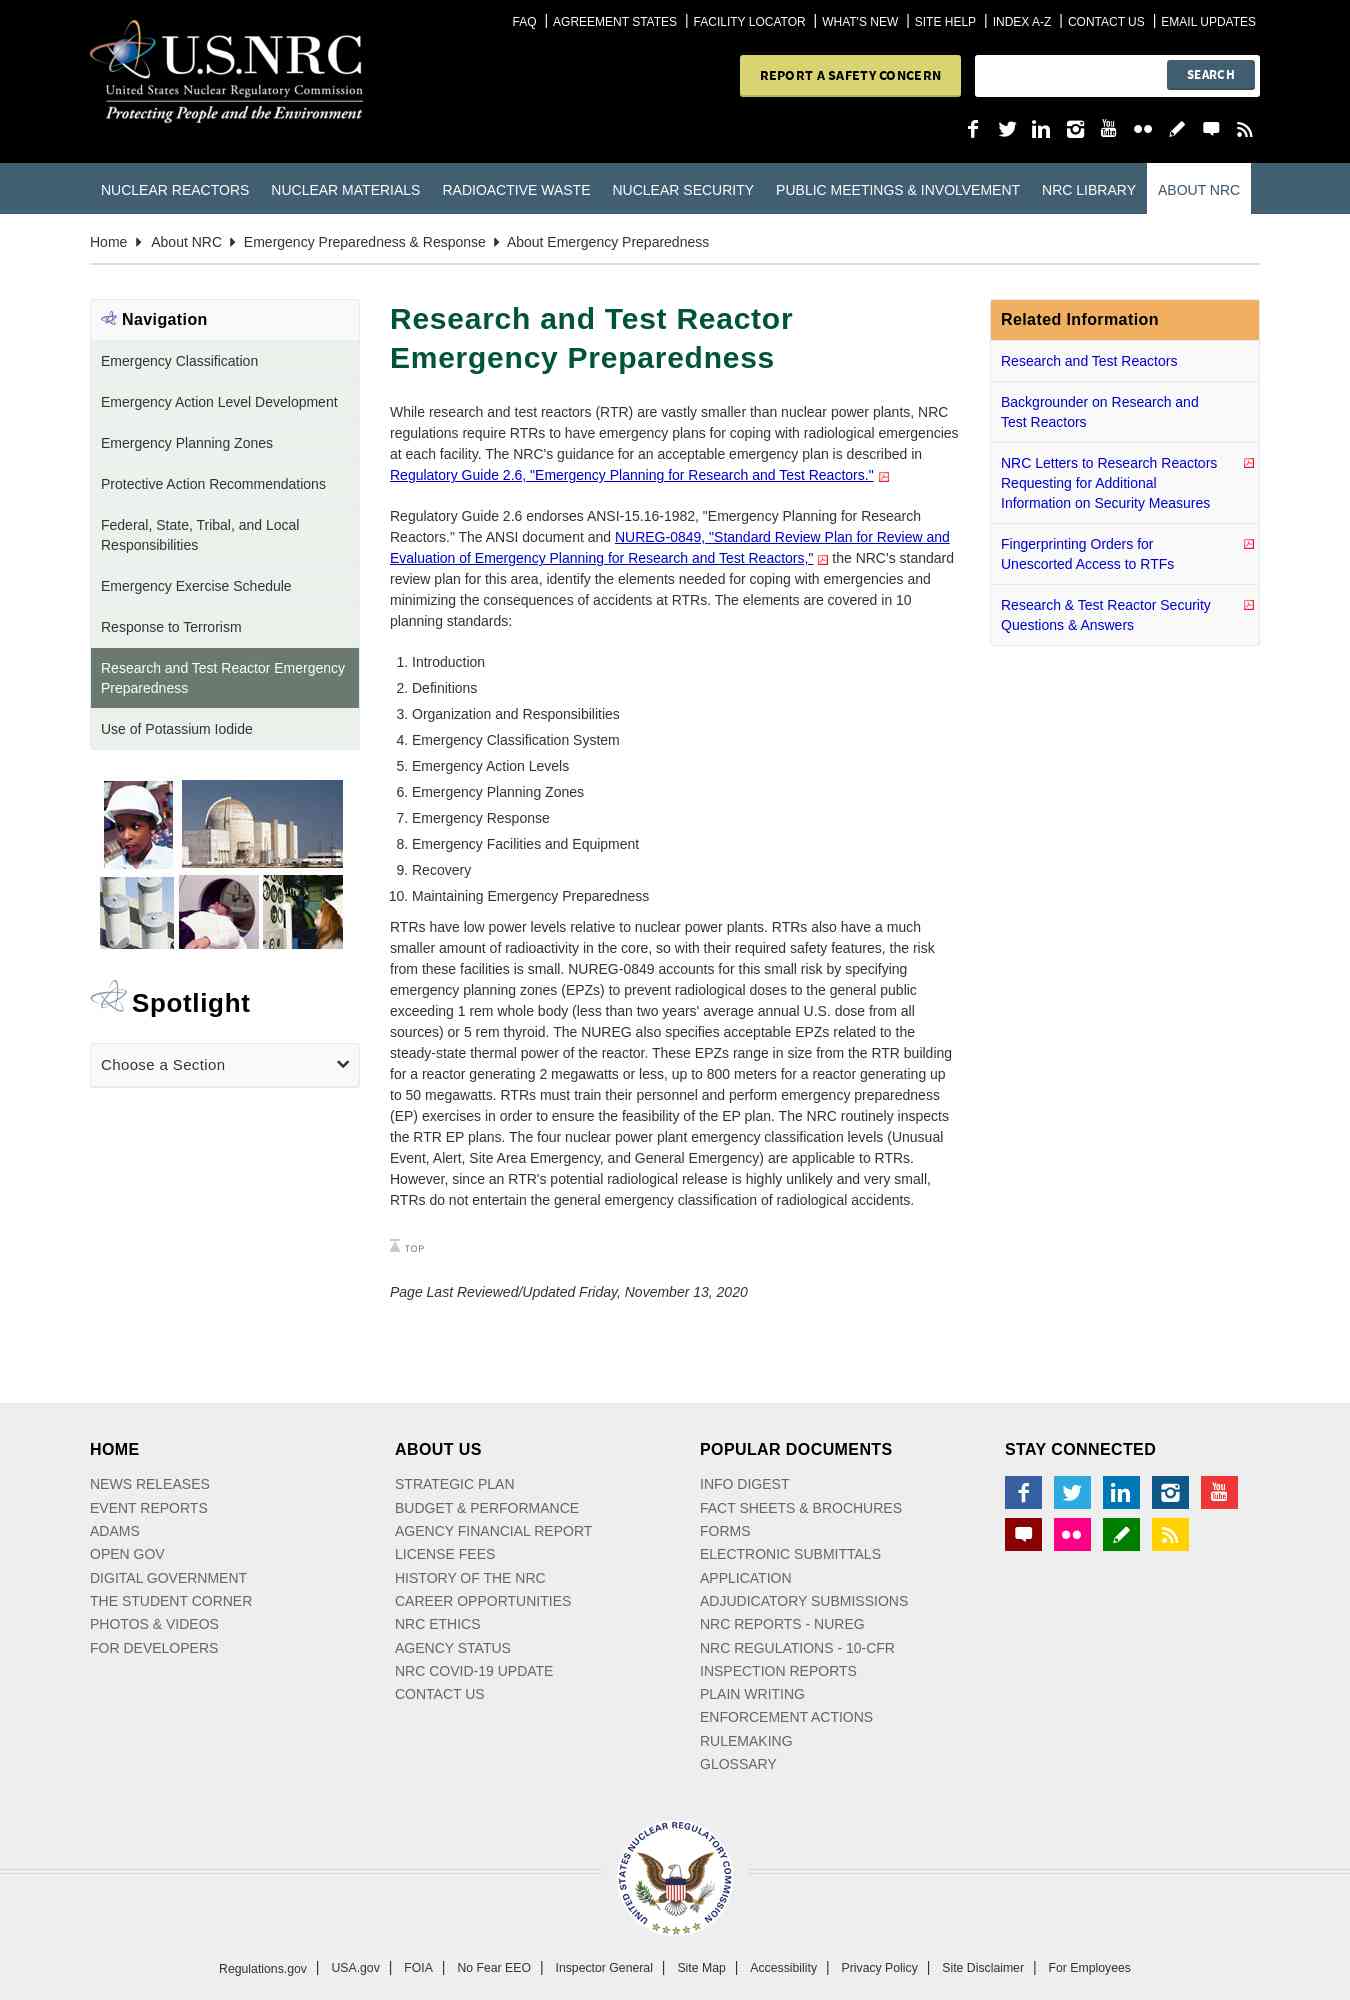 FAQ | AGREEMENT STATES | FACILITY LOCATOR | WHAT'S NEW | SITE HELP | INDEX A-Z | CONTACT US | EMAIL UPDATES
U.S.NRC
United States Nuclear Regulatory Commission
Protecting People and the Environment
REPORT A SAFETY CONCERN
SEARCH
NUCLEAR REACTORS NUCLEAR MATERIALS RADIOACTIVE WASTE NUCLEAR SECURITY PUBLIC MEETINGS & INVOLVEMENT NRC LIBRARY ABOUT NRC
Home About NRC Emergency Preparedness & Response About Emergency Preparedness
Navigation
Emergency Classification
Emergency Action Level Development
Emergency Planning Zones
Protective Action Recommendations
Federal, State, Tribal, and Local
Responsibilities
Emergency Exercise Schedule
Response to Terrorism
Research and Test Reactor Emergency
Preparedness
Use of Potassium Iodide
Spotlight
Choose a Section
Research and Test Reactor
Emergency Preparedness
While research and test reactors (RTR) are vastly smaller than nuclear power plants, NRC
regulations require RTRs to have emergency plans for coping with radiological emergencies
at each facility. The NRC's guidance for an acceptable emergency plan is described in
Regulatory Guide 2.6, "Emergency Planning for Research and Test Reactors."
Regulatory Guide 2.6 endorses ANSI-15.16-1982, "Emergency Planning for Research
Reactors." The ANSI document and NUREG-0849, "Standard Review Plan for Review and
Evaluation of Emergency Planning for Research and Test Reactors," the NRC's standard
review plan for this area, identify the elements needed for coping with emergencies and
minimizing the consequences of accidents at RTRs. The elements are covered in 10
planning standards:
1. Introduction
2. Definitions
3. Organization and Responsibilities
4. Emergency Classification System
5. Emergency Action Levels
6. Emergency Planning Zones
7. Emergency Response
8. Emergency Facilities and Equipment
9. Recovery
10. Maintaining Emergency Preparedness
RTRs have low power levels relative to nuclear power plants. RTRs also have a much
smaller amount of radioactivity in the core, so with their required safety features, the risk
from these facilities is small. NUREG-0849 accounts for this small risk by specifying
emergency planning zones (EPZs) to prevent radiological doses to the general public
exceeding 1 rem whole body (less than two years' average annual U.S. dose from all
sources) or 5 rem thyroid. The NUREG also specifies acceptable EPZs related to the
steady-state thermal power of the reactor. These EPZs range in size from the RTR building
for a reactor generating 2 megawatts or less, up to 800 meters for a reactor generating up
to 50 megawatts. RTRs must train their personnel and perform emergency preparedness
(EP) exercises in order to ensure the feasibility of the EP plan. The NRC routinely inspects
the RTR EP plans. The four nuclear power plant emergency classification levels (Unusual
Event, Alert, Site Area Emergency, and General Emergency) are applicable to RTRs.
However, since an RTR's potential radiological release is highly unlikely and very small,
RTRs do not entertain the general emergency classification of radiological accidents.
TOP
Page Last Reviewed/Updated Friday, November 13, 2020
Related Information
Research and Test Reactors
Backgrounder on Research and
Test Reactors
NRC Letters to Research Reactors
Requesting for Additional
Information on Security Measures
Fingerprinting Orders for
Unescorted Access to RTFs
Research & Test Reactor Security
Questions & Answers
HOME
NEWS RELEASES
EVENT REPORTS
ADAMS
OPEN GOV
DIGITAL GOVERNMENT
THE STUDENT CORNER
PHOTOS & VIDEOS
FOR DEVELOPERS
ABOUT US
STRATEGIC PLAN
BUDGET & PERFORMANCE
AGENCY FINANCIAL REPORT
LICENSE FEES
HISTORY OF THE NRC
CAREER OPPORTUNITIES
NRC ETHICS
AGENCY STATUS
NRC COVID-19 UPDATE
CONTACT US
POPULAR DOCUMENTS
INFO DIGEST
FACT SHEETS & BROCHURES
FORMS
ELECTRONIC SUBMITTALS
APPLICATION
ADJUDICATORY SUBMISSIONS
NRC REPORTS - NUREG
NRC REGULATIONS - 10-CFR
INSPECTION REPORTS
PLAIN WRITING
ENFORCEMENT ACTIONS
RULEMAKING
GLOSSARY
STAY CONNECTED
You Tube
UNITED STATES NUCLEAR REGULATORY COMMISSION
Regulations.gov | USA.gov | FOIA | No Fear EEO | Inspector General | Site Map | Accessibility | Privacy Policy | Site Disclaimer | For Employees